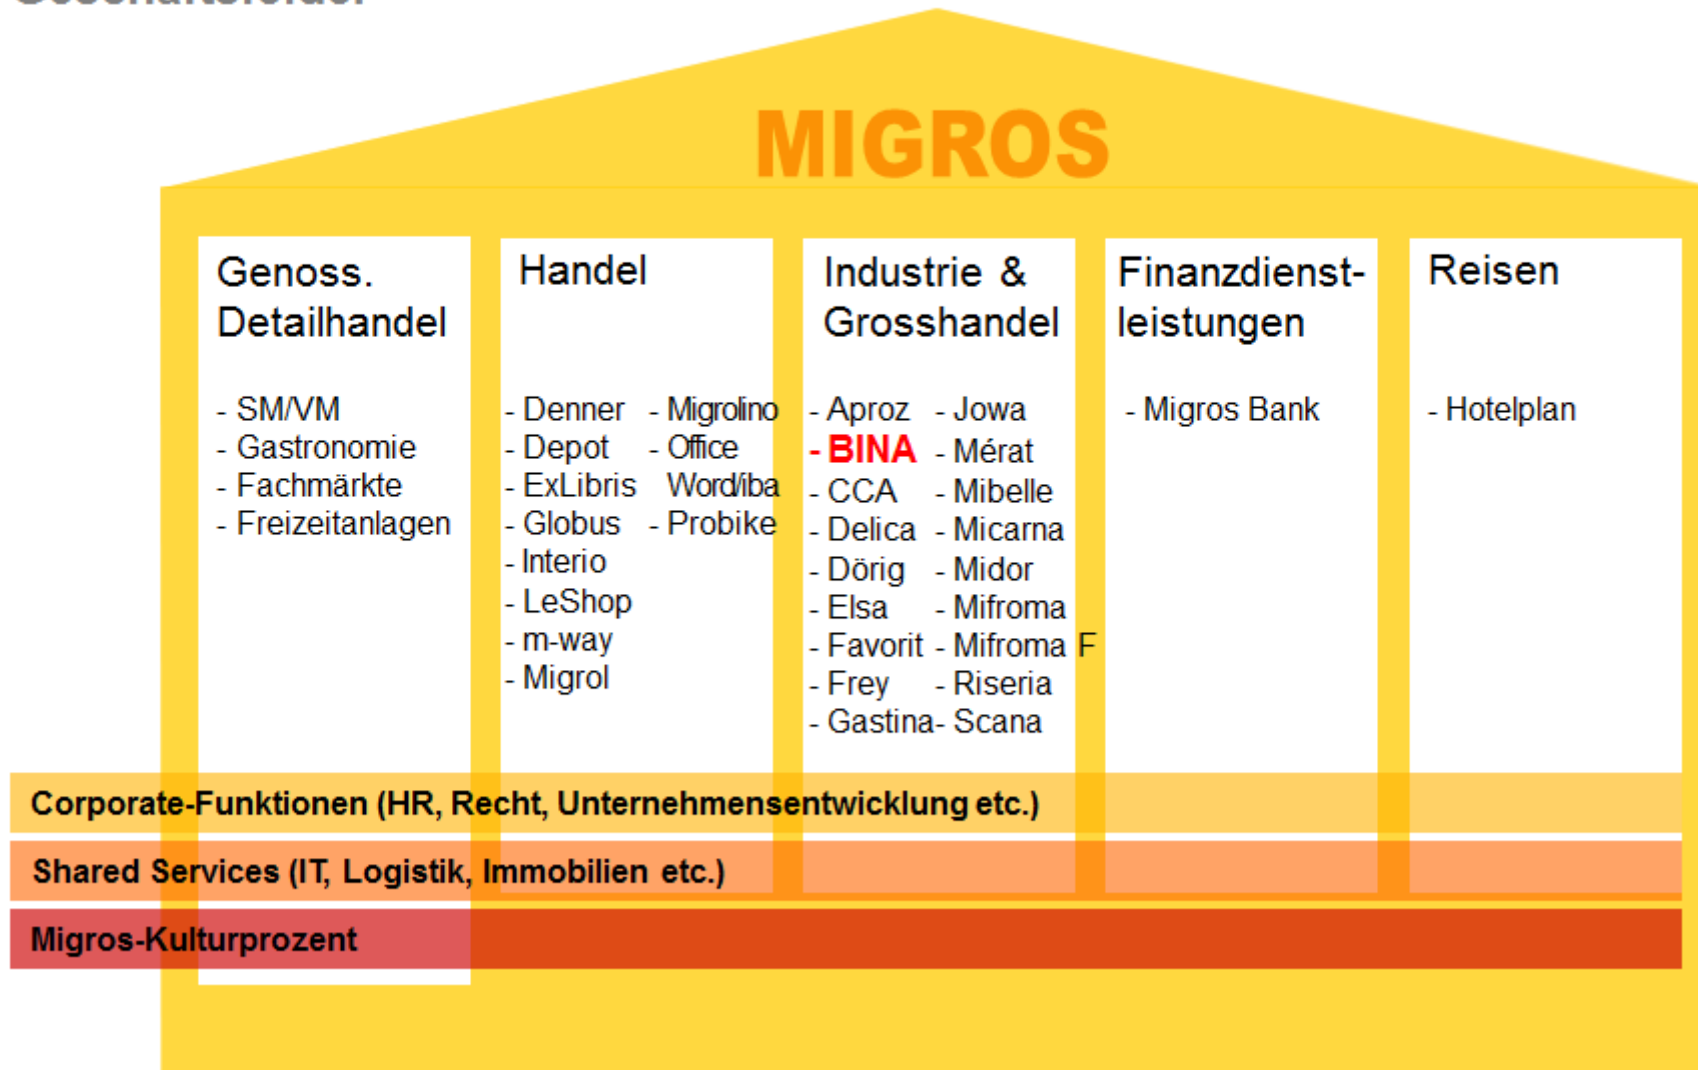 MIGROS
Genoss.
Detailhandel
- SM/VM
- Gastronomie
- Fachmärkte
- Freizeitanlagen
Handel
- Denner
- Depot
- ExLibris
- Globus
- Interio
- LeShop
- m-way
- Migrol
- Migrolino
- Office
Word/iba
- Probike
Industrie &
Grosshandel
- Aproz
- BINA
- CCA
- Delica
- Dörig
- Elsa
- Favorit
- Frey
- Gastina
- Jowa
- Mérat
- Mibelle
- Micarna
- Midor
- Mifroma
- Mifroma F
- Riseria
- Scana
Finanzdienst-
leistungen
- Migros Bank
Reisen
- Hotelplan
Corporate-Funktionen (HR, Recht, Unternehmensentwicklung etc.)
Shared Services (IT, Logistik, Immobilien etc.)
Migros-Kulturprozent